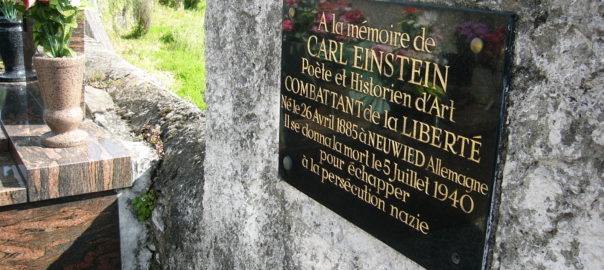 A la mémoire de
CARL EINSTEIN
Poète et Historien d'Art
COMBATTANT de la LIBERTÉ
Né le 26 Avril 1885 à NEUWIED Allemagne
Il se donna la mort le 5 Juillet 1940
pour échapper
à la persécution nazie